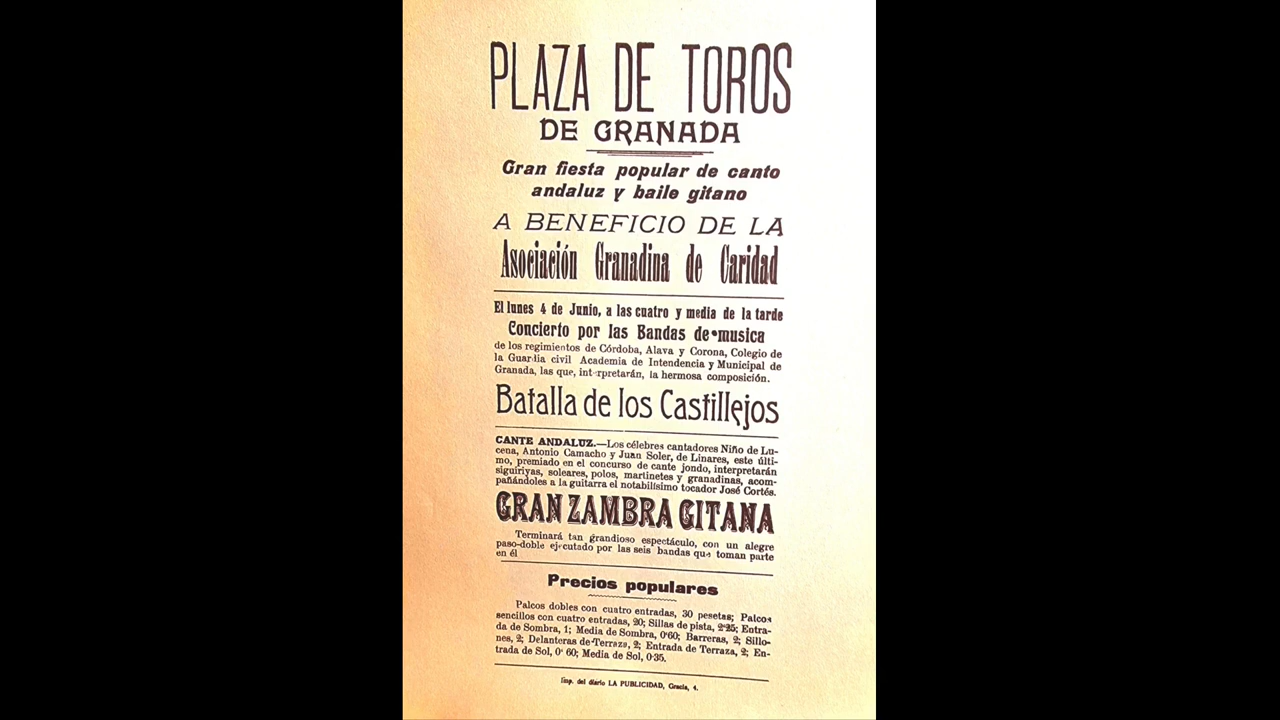 PLAZA DE TOROS
DE GRANADA
Gran fiesta popular de canto
andaluz y baile gitano
A BENEFICIO DE LA
Asociación Granadina de Caridad
El lunes 4 de Junio, a las cuatro y media de la tarde
Concierto por las Bandas de•musica
de los regimientos de Córdoba, Alava y Corona, Colegio de
la Guardia civil Academia de Intendencia y Municipal de
Granada, las que, interpretarán, la hermosa composición.
Batalla de los Castillejos
CANTE ANDALUZ.—Los célebres cantadores Niño de Lu-
cena, Antonio Camacho y Juan Soler, de Linares, este últi-
mo, premiado en el concurso de cante jondo, interpretarán
siguiriyas, soleares, polos, martinetes y granadinas, acom-
pañándoles a la guitarra el notabilísimo tocador José Cortés.
GRAN ZAMBRA GITANA
Terminará tan grandioso espectáculo, con un alegre
paso-doble ejecutado por las seis bandas que toman parte
en él
Precios populares
Palcos dobles con cuatro entradas, 30 pesetas; Palcos
sencillos con cuatro entradas, 20; Sillas de pista, 2'25; Entra-
da de Sombra, 1; Media de Sombra, 0'60; Barreras, 2; Sillo-
nes, 2; Delanteras de Terraza, 2; Entrada de Terraza, 2; En-
trada de Sol, 0'60; Media de Sol, 0·35.
Imp. del diario LA PUBLICIDAD, Gracia, 4.